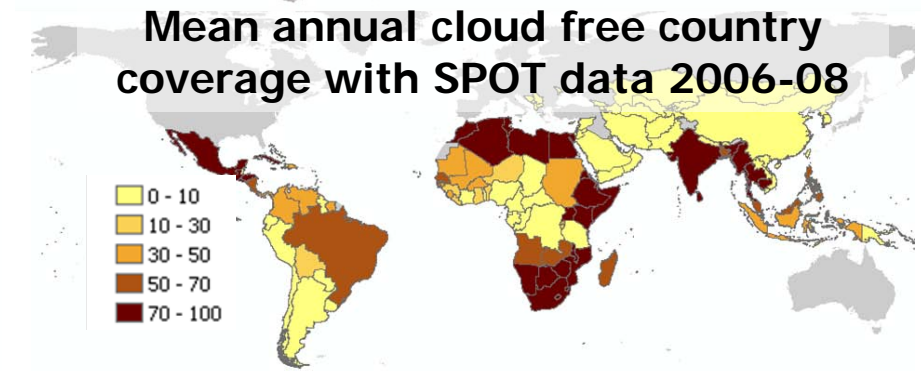 Mean annual cloud free country
coverage with SPOT data 2006-08
0 - 10
10 - 30
30 - 50
50 - 70
70 - 100